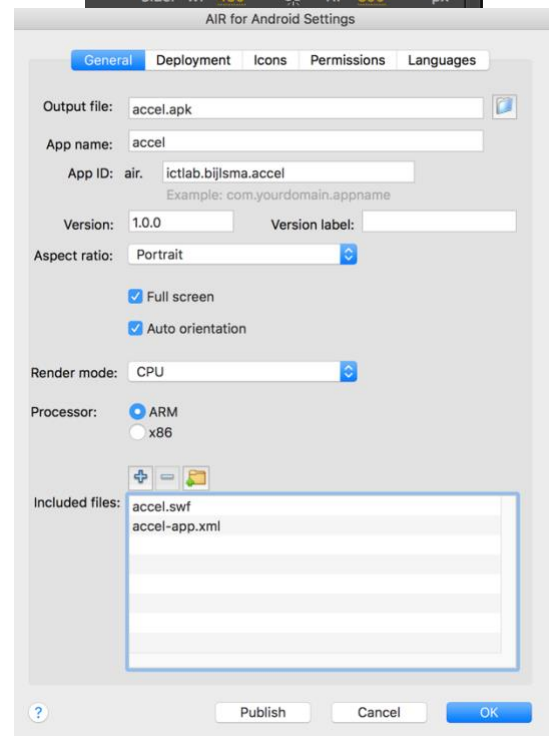 AIR for Android Settings
General Deployment Icons Permissions Languages
Output file: accel.apk
App name: accel
App ID: air. ictlab.bijlsma.accel
Example: com.yourdomain.appname
Version: 1.0.0 Version label:
Aspect ratio: Portrait
Full screen
Auto orientation
Render mode: CPU
Processor: ARM
x86
Included files: accel.swf
accel-app.xml
? Publish Cancel OK